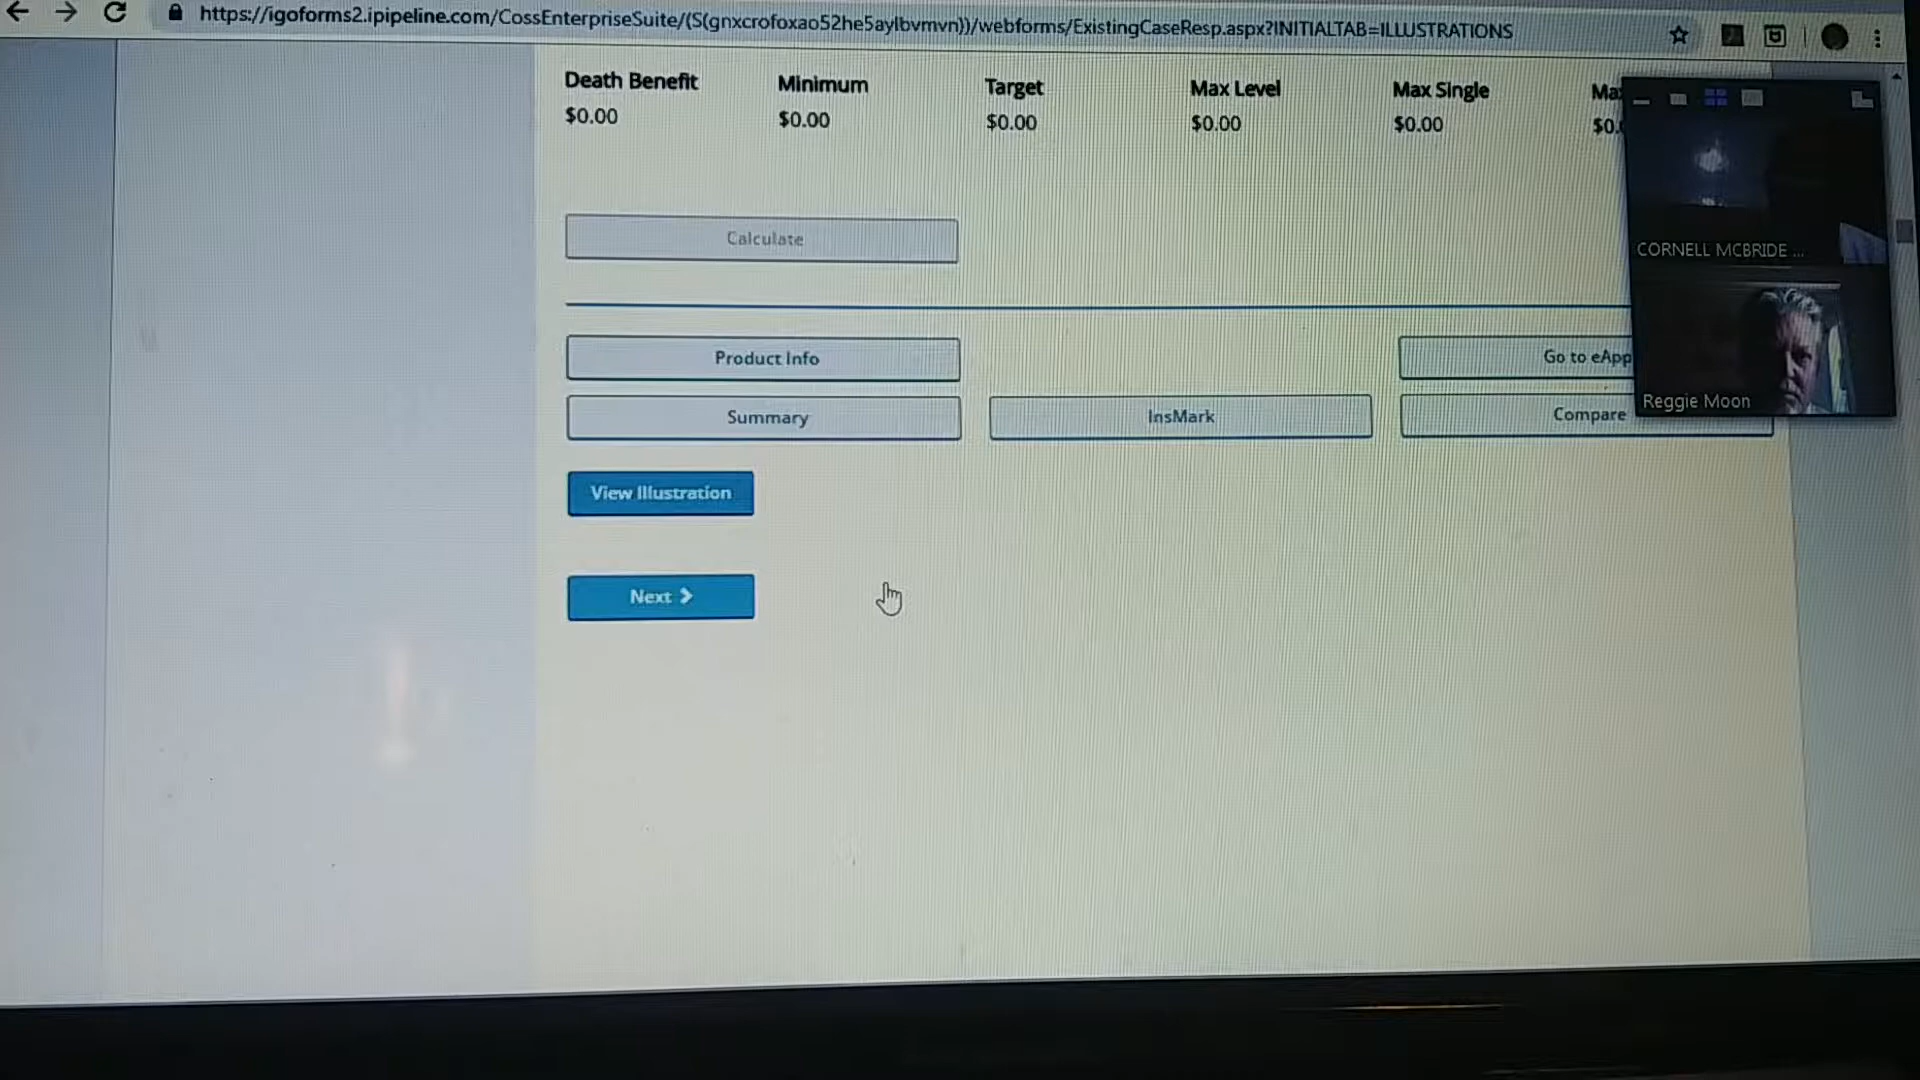 https://igoforms2.ipipeline.com/CossEnterpriseSuite/(S(gnxcrofoxao52he5aylbvmvn))/webforms/ExistingCaseResp.aspx?INITIALTAB=ILLUSTRATIONS
Death Benefit Minimum Target Max Level Max Single
$0.00 $0.00 $0.00 $0.00 $0.00
Calculate
CORNELL MCBRIDE ...
Product Info Go to eApp
Reggie Moon
Summary InsMark Compare
View Illustration
Next